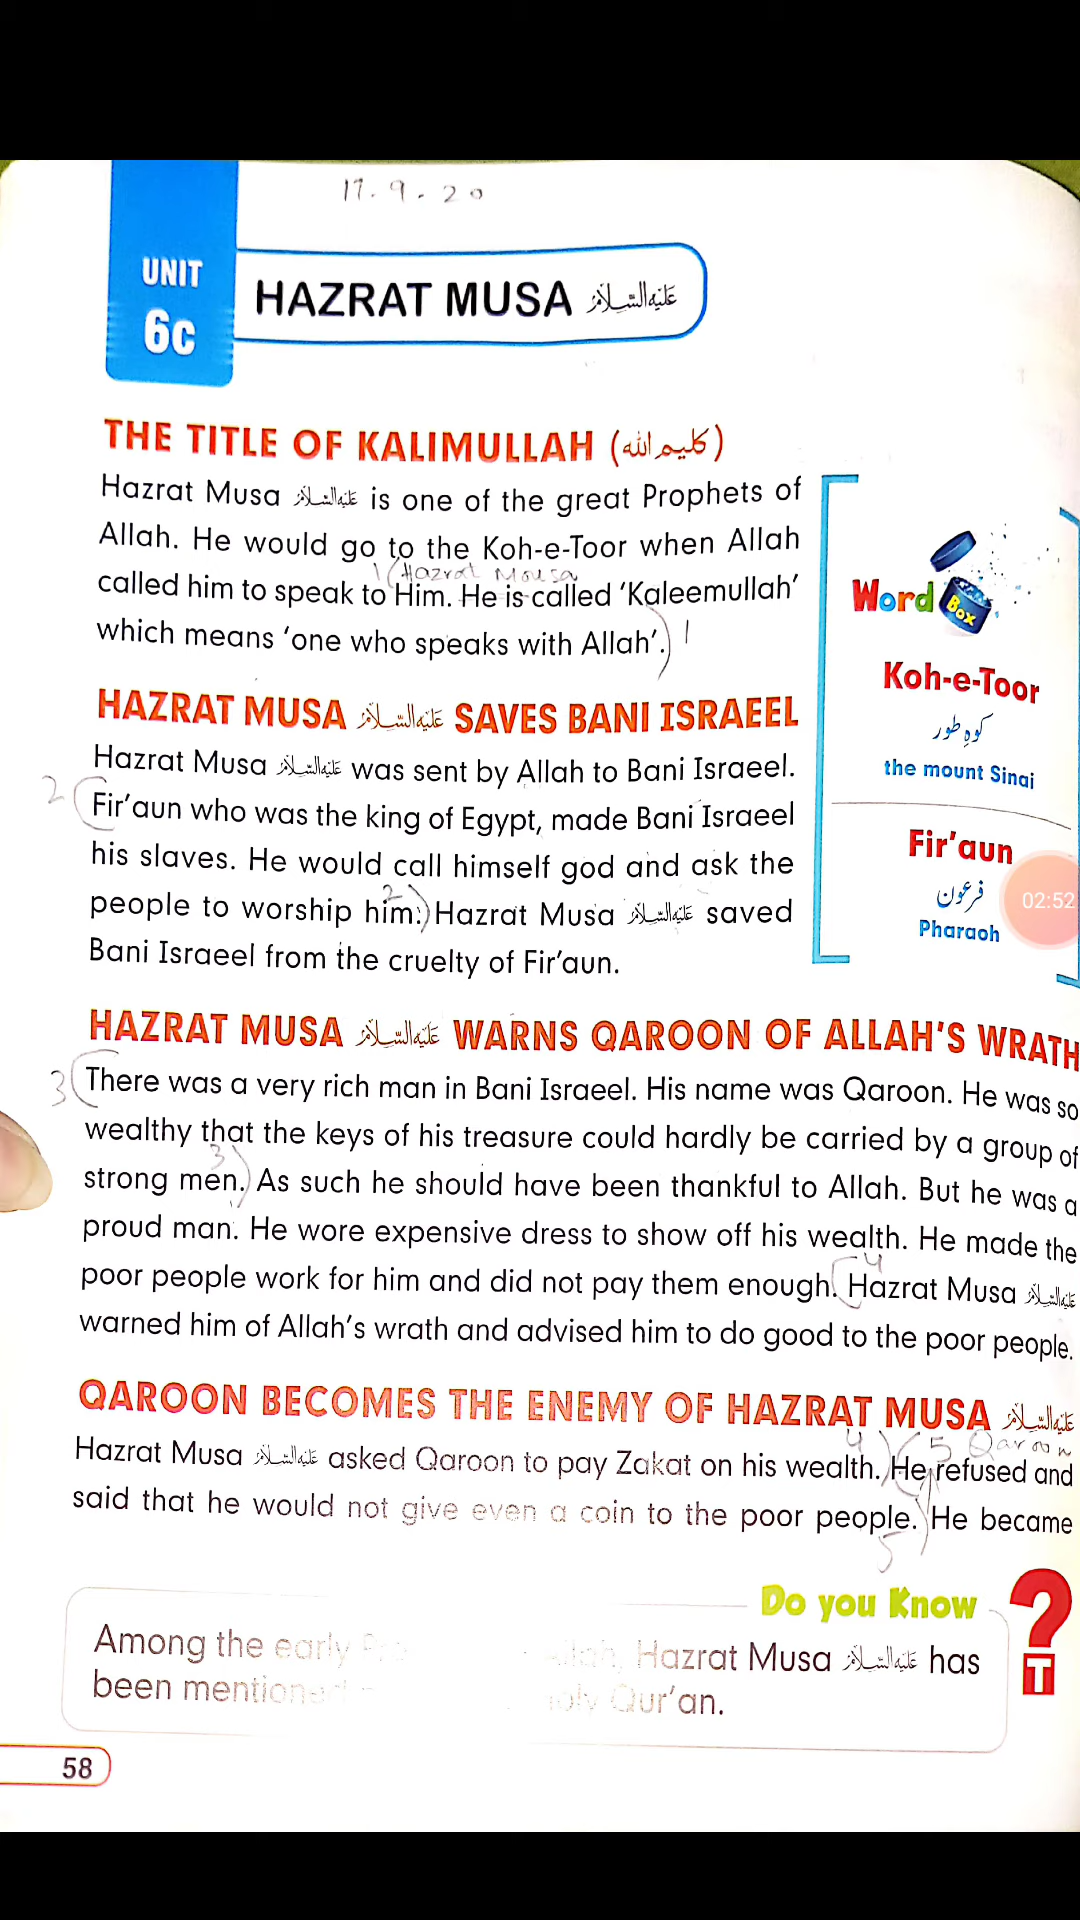 17.9.20
UNIT
6c
HAZRAT MUSA عَلَيْهِ السَّلَامُ
THE TITLE OF KALIMULLAH (كليم الله)
Hazrat Musa عَلَيْهِ السَّلَامُ is one of the great Prophets of
Allah. He would go to the Koh-e-Toor when Allah
1 (Hazrat Mousa
called him to speak to Him. He is called ‘Kaleemullah’
which means ‘one who speaks with Allah’.) 1
HAZRAT MUSA عَلَيْهِ السَّلَامُ SAVES BANI ISRAEEL
Hazrat Musa عَلَيْهِ السَّلَامُ was sent by Allah to Bani Israeel.
2 (Fir’aun who was the king of Egypt, made Bani Israeel
his slaves. He would call himself god and ask the
2
people to worship him.) Hazrat Musa عَلَيْهِ السَّلَامُ saved
Bani Israeel from the cruelty of Fir’aun.
Word Box
Koh-e-Toor
کوہِ طور
the mount Sinai
Fir’aun
فرعون
Pharaoh
02:52
HAZRAT MUSA عَلَيْهِ السَّلَامُ WARNS QAROON OF ALLAH’S WRATH
3 (There was a very rich man in Bani Israeel. His name was Qaroon. He was so
wealthy that the keys of his treasure could hardly be carried by a group of
3
strong men.) As such he should have been thankful to Allah. But he was a
proud man. He wore expensive dress to show off his wealth. He made the
4
poor people work for him and did not pay them enough. (Hazrat Musa عَلَيْهِ السَّلَامُ
warned him of Allah’s wrath and advised him to do good to the poor people.
QAROON BECOMES THE ENEMY OF HAZRAT MUSA عَلَيْهِ السَّلَامُ
4 5 Qaroon
Hazrat Musa عَلَيْهِ السَّلَامُ asked Qaroon to pay Zakat on his wealth.) (He refused and
said that he would not give even a coin to the poor people.) He became
5
Do you Know
?
Among the early Allah, Hazrat Musa عَلَيْهِ السَّلَامُ has
been mentioned Qur’an.
T
58